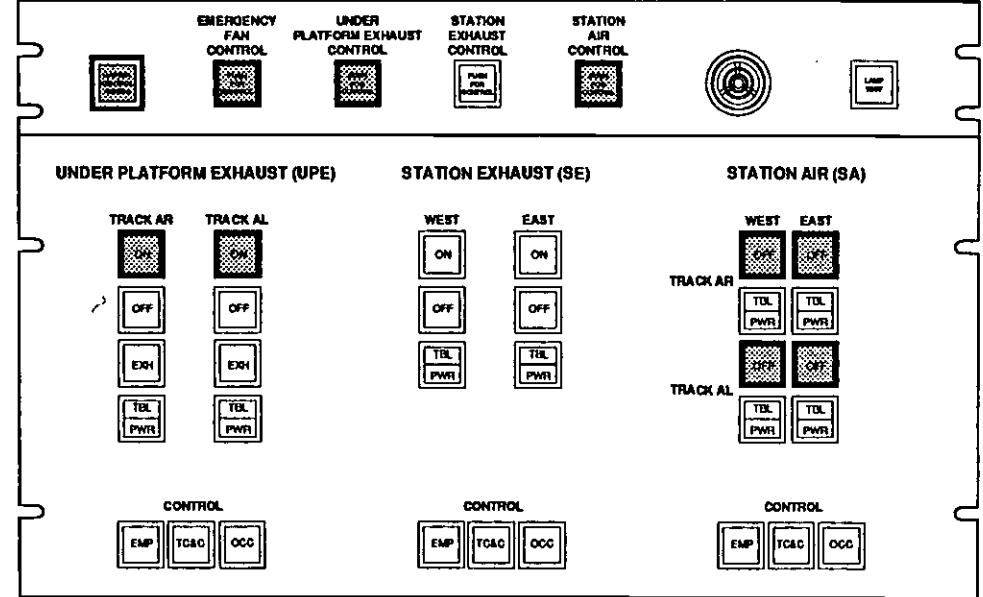 EMERGENCY FAN CONTROL
UNDER PLATFORM EXHAUST CONTROL
STATION EXHAUST CONTROL
STATION AIR CONTROL
PUSH FOR CONTROL
LAMP TEST
UNDER PLATFORM EXHAUST (UPE)
STATION EXHAUST (SE)
STATION AIR (SA)
TRACK AR
TRACK AL
WEST
EAST
WEST
EAST
ON
ON
ON
OFF
OFF
TRACK AR
OFF
OFF
OFF
OFF
TBL
TBL
PWR
PWR
EXH
EXH
TBL
TBL
PWR
PWR
OFF
OFF
TRACK AL
TBL
TBL
PWR
PWR
TBL
TBL
PWR
PWR
CONTROL
CONTROL
CONTROL
EMP
TC&C
OCC
EMP
TC&C
OCC
EMP
TC&C
OCC